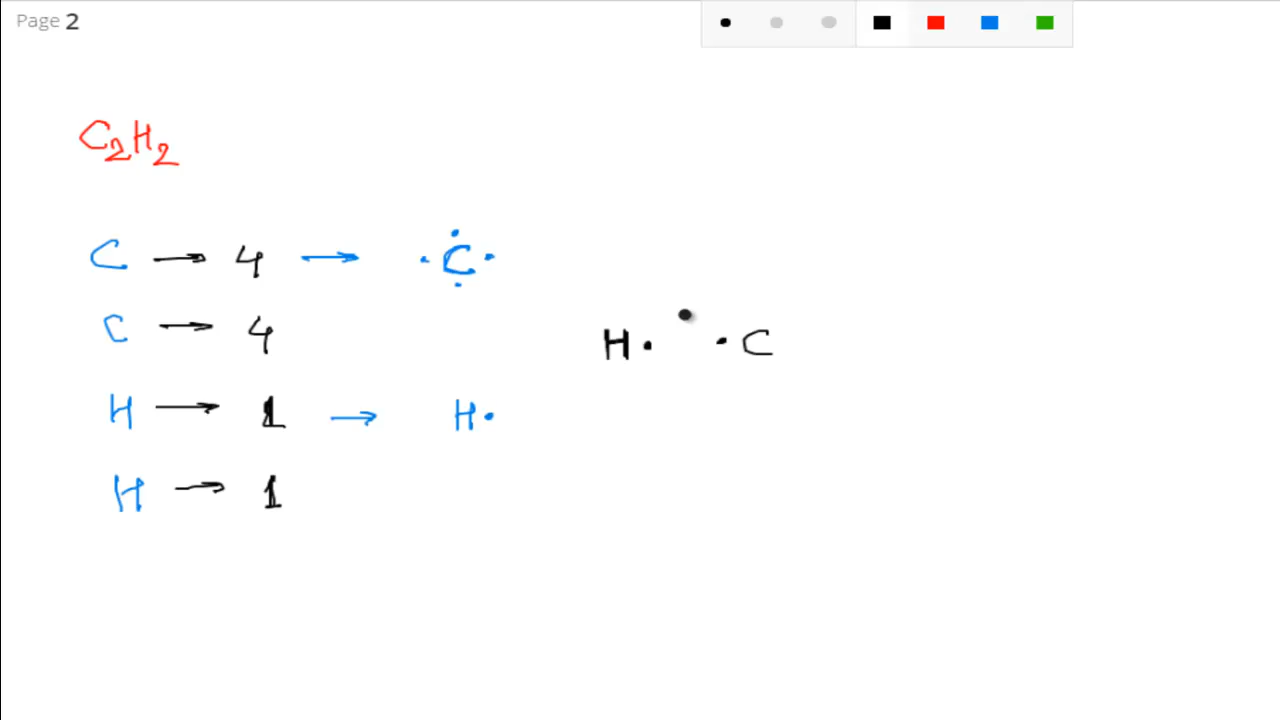 Page 2
C₂H₂
C → 4 → ·C·
C → 4
H· ·C
H → 1 → H·
H → 1